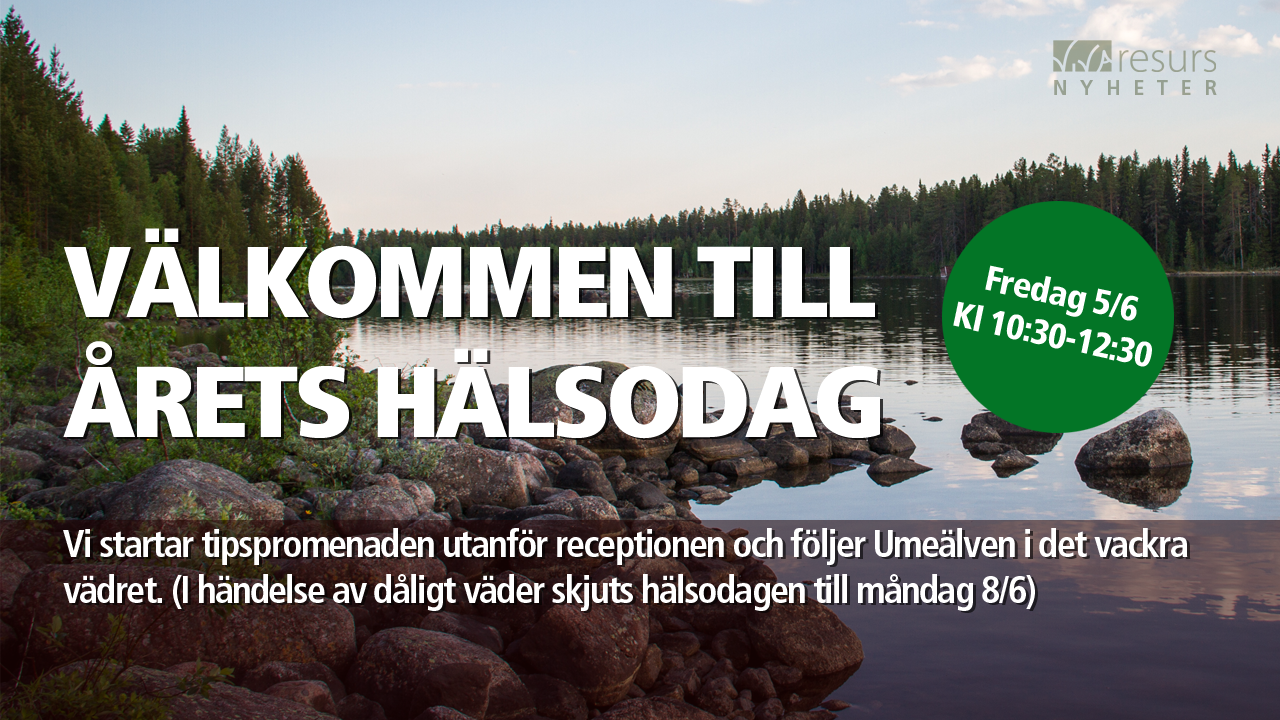 resurs
NYHETER
VÄLKOMMEN TILL
ÅRETS HÄLSODAG
Fredag 5/6
Kl 10:30-12:30
Vi startar tipspromenaden utanför receptionen och följer Umeälven i det vackra
vädret. (I händelse av dåligt väder skjuts hälsodagen till måndag 8/6)